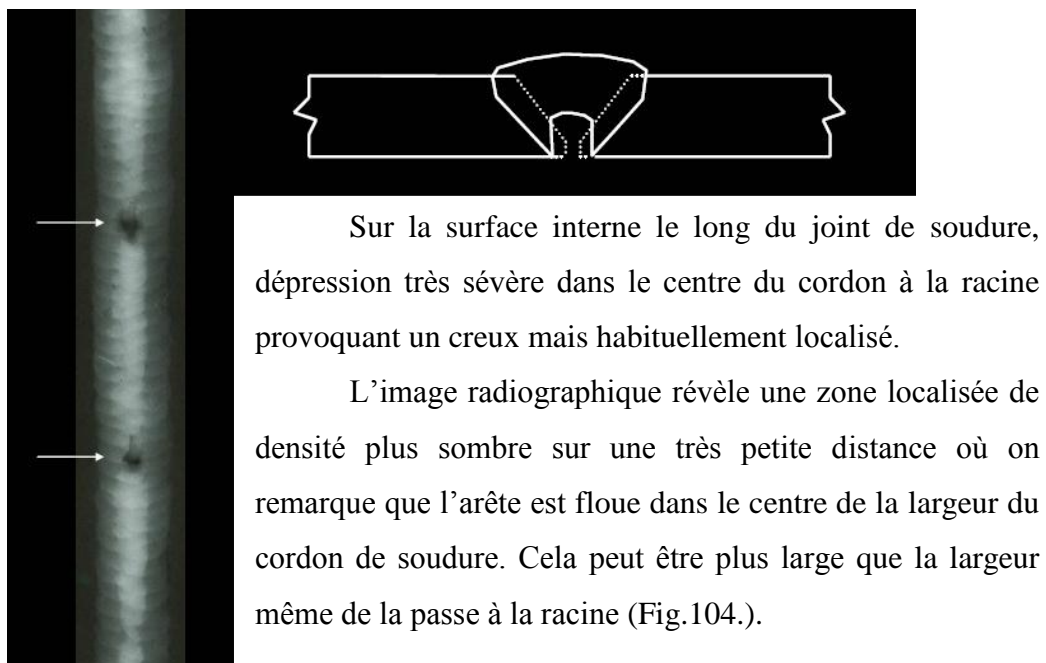 Sur la surface interne le long du joint de soudure,
dépression très sévère dans le centre du cordon à la racine
provoquant un creux mais habituellement localisé.
L’image radiographique révèle une zone localisée de
densité plus sombre sur une très petite distance où on
remarque que l’arête est floue dans le centre de la largeur du
cordon de soudure. Cela peut être plus large que la largeur
même de la passe à la racine (Fig.104.).